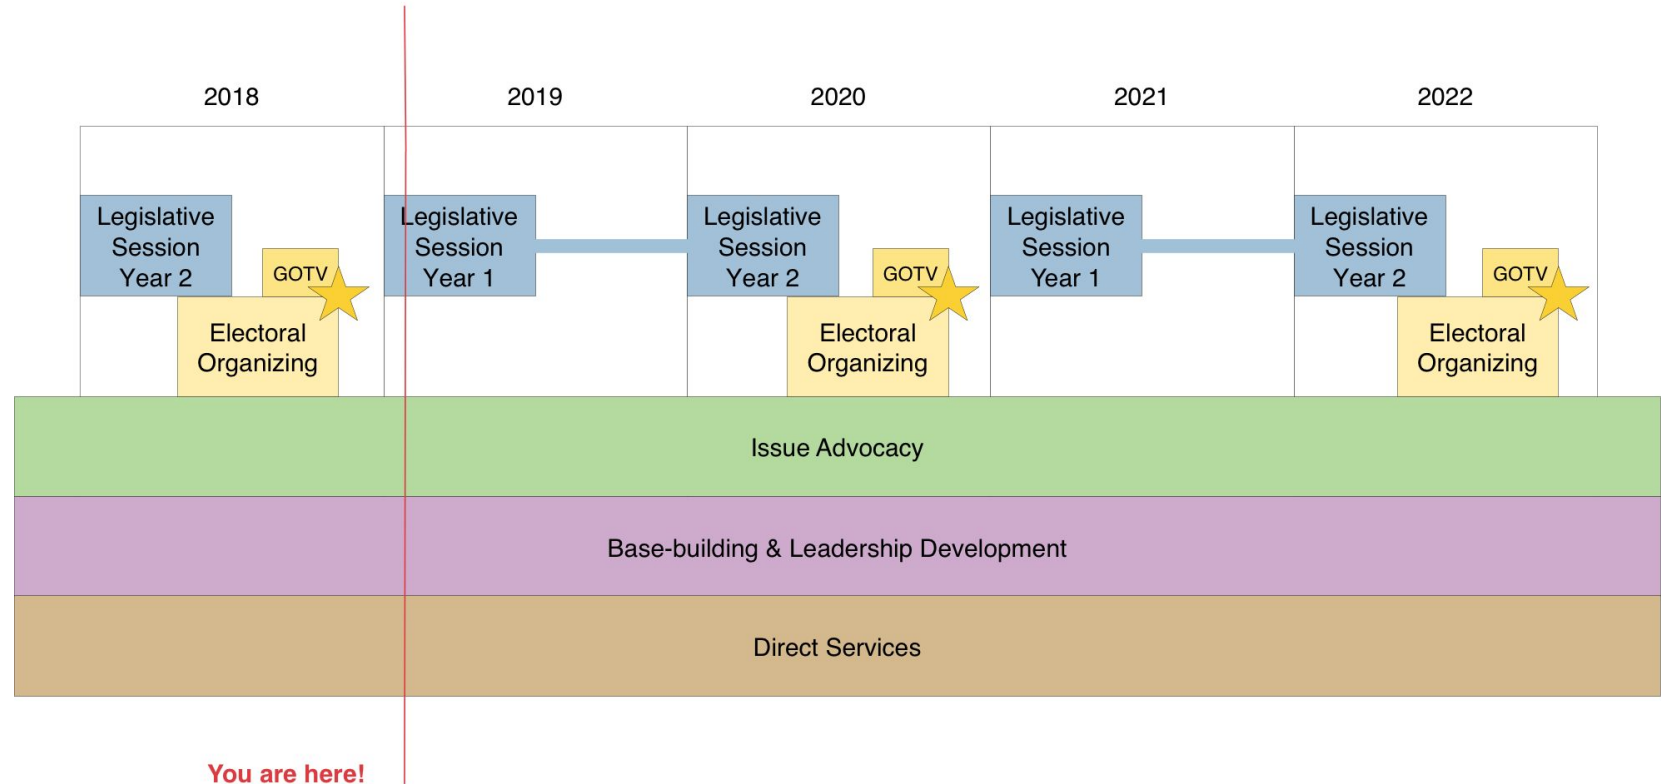 2018 2019 2020 2021 2022
Legislative
Session
Year 2
GOTV
Electoral
Organizing
Legislative
Session
Year 1
Legislative
Session
Year 2
GOTV
Electoral
Organizing
Legislative
Session
Year 1
Legislative
Session
Year 2
GOTV
Electoral
Organizing
Issue Advocacy
Base-building & Leadership Development
Direct Services
You are here!